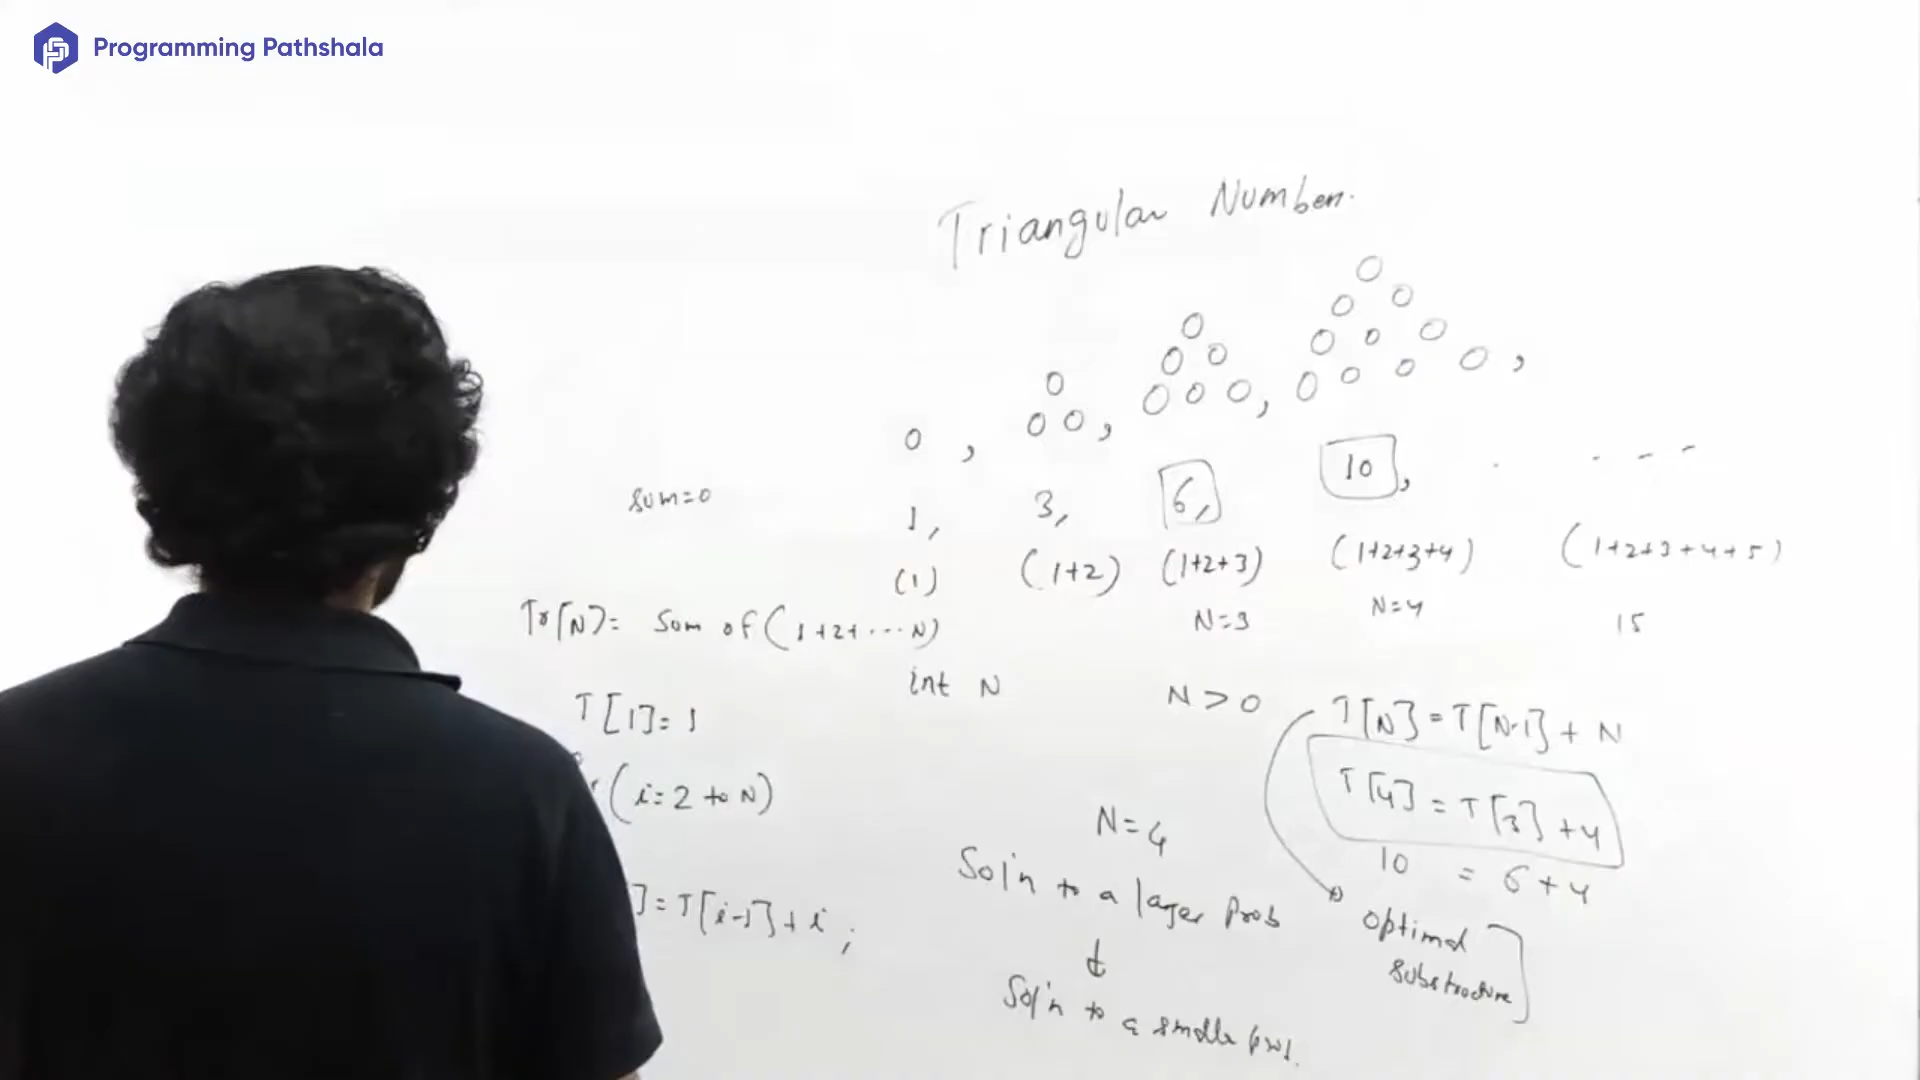 Programming Pathshala
Triangular Number.
sum=0
1, 3, 6, 10, . - - -
(1) (1+2) (1+2+3) (1+2+3+4) (1+2+3+4+5)
N=3 N=4 15
Tr[N]= Sum of (1+2+...N)
int N
N>0
T[N]=T[N-1]+N
T[1]=1
T[4]=T[3]+4
(i=2 to N)
10 = 6+4
N=4
Sol'n to a larger Prob
]=T[i-1]+i;
optimal
substructure
Sol'n to a smaller prob.